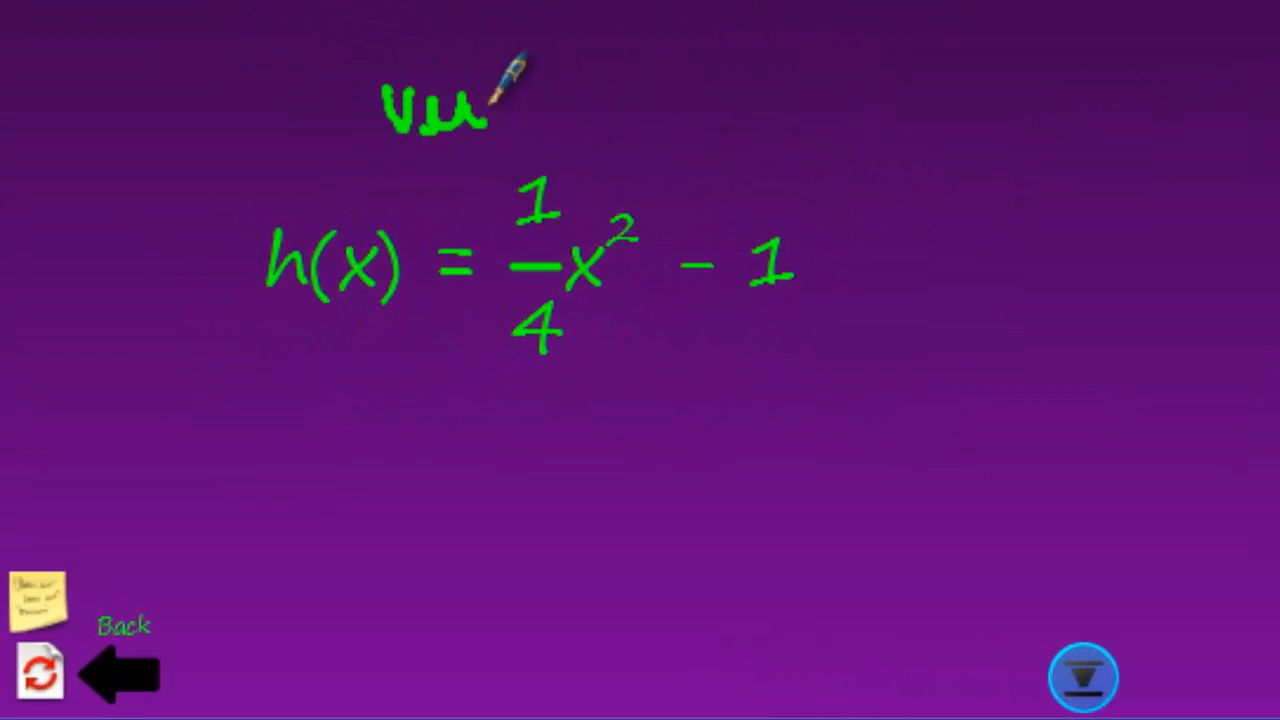 h(x) = 1/4 x² - 1
Back